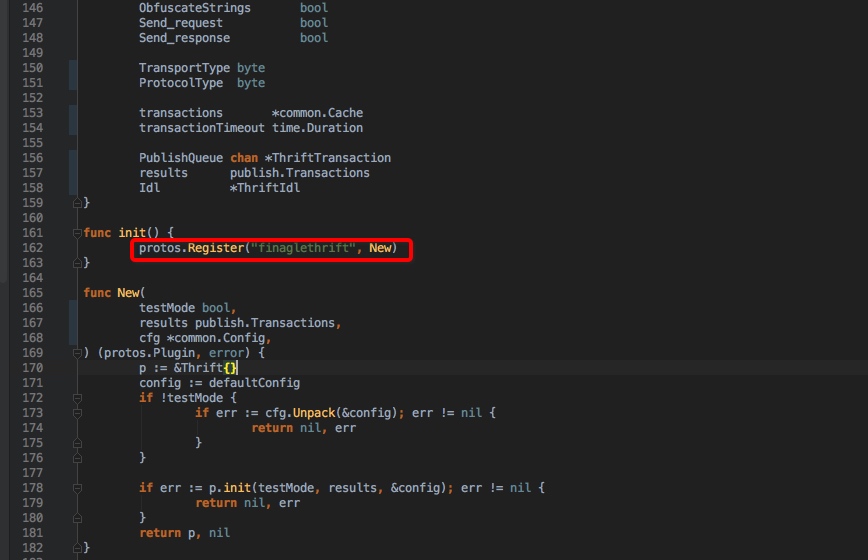 146 ObfuscateStrings bool
147 Send_request bool
148 Send_response bool
149
150 TransportType byte
151 ProtocolType byte
152
153 transactions *common.Cache
154 transactionTimeout time.Duration
155
156 PublishQueue chan *ThriftTransaction
157 results publish.Transactions
158 Idl *ThriftIdl
159 }
160
161 func init() {
162 protos.Register("finaglethrift", New)
163 }
164
165 func New(
166 testMode bool,
167 results publish.Transactions,
168 cfg *common.Config,
169 ) (protos.Plugin, error) {
170 p := &Thrift{}
171 config := defaultConfig
172 if !testMode {
173 if err := cfg.Unpack(&config); err != nil {
174 return nil, err
175 }
176 }
177
178 if err := p.init(testMode, results, &config); err != nil {
179 return nil, err
180 }
181 return p, nil
182 }